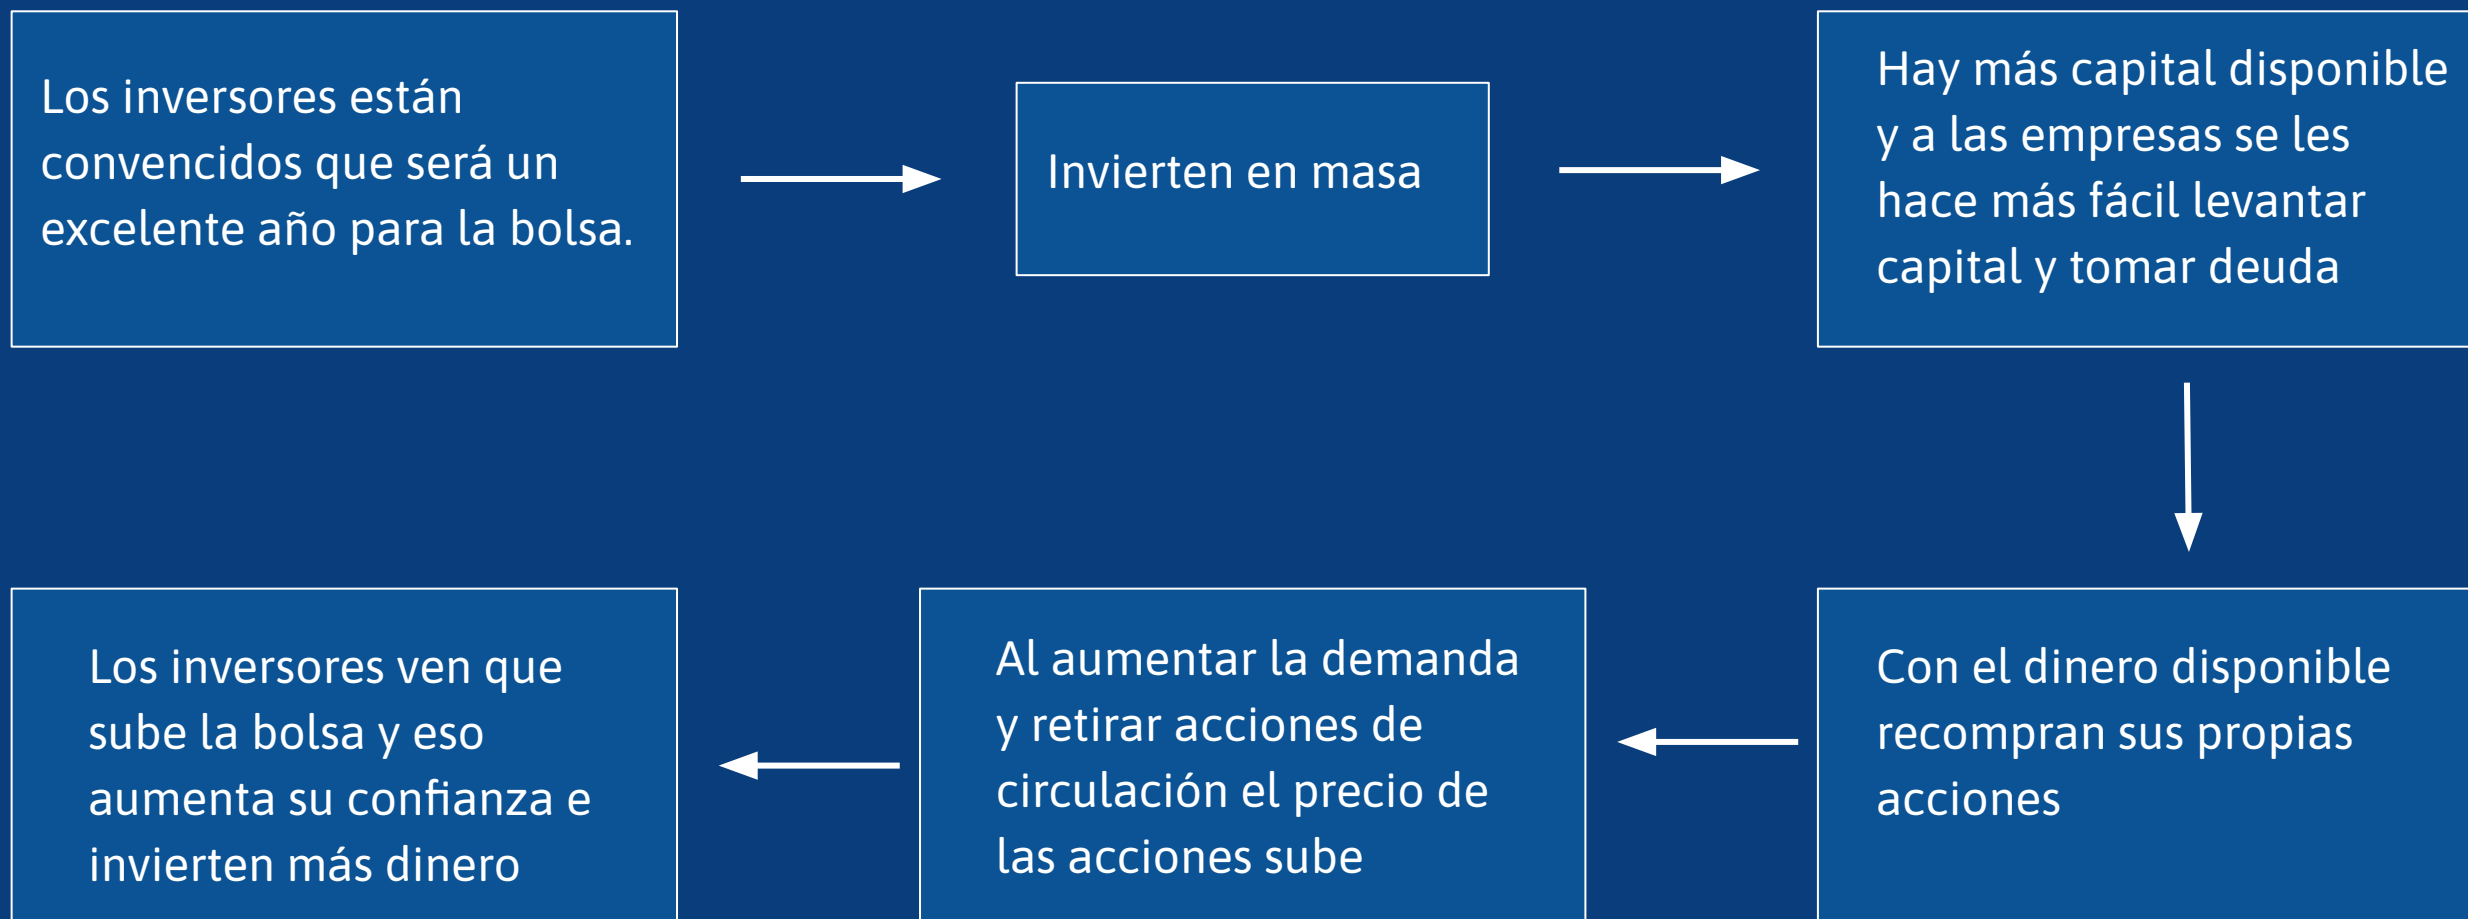 Los inversores están
convencidos que será un
excelente año para la bolsa.
Invierten en masa
Hay más capital disponible
y a las empresas se les
hace más fácil levantar
capital y tomar deuda
Con el dinero disponible
recompran sus propias
acciones
Al aumentar la demanda
y retirar acciones de
circulación el precio de
las acciones sube
Los inversores ven que
sube la bolsa y eso
aumenta su confianza e
invierten más dinero